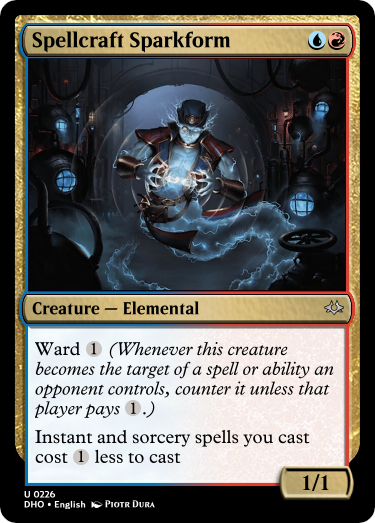 Spellcraft Sparkform
Creature — Elemental
Ward 1 (Whenever this creature
becomes the target of a spell or ability an
opponent controls, counter it unless that
player pays 1.)
Instant and sorcery spells you cast
cost 1 less to cast
1/1
U 0226
DHO • English Piotr Dura